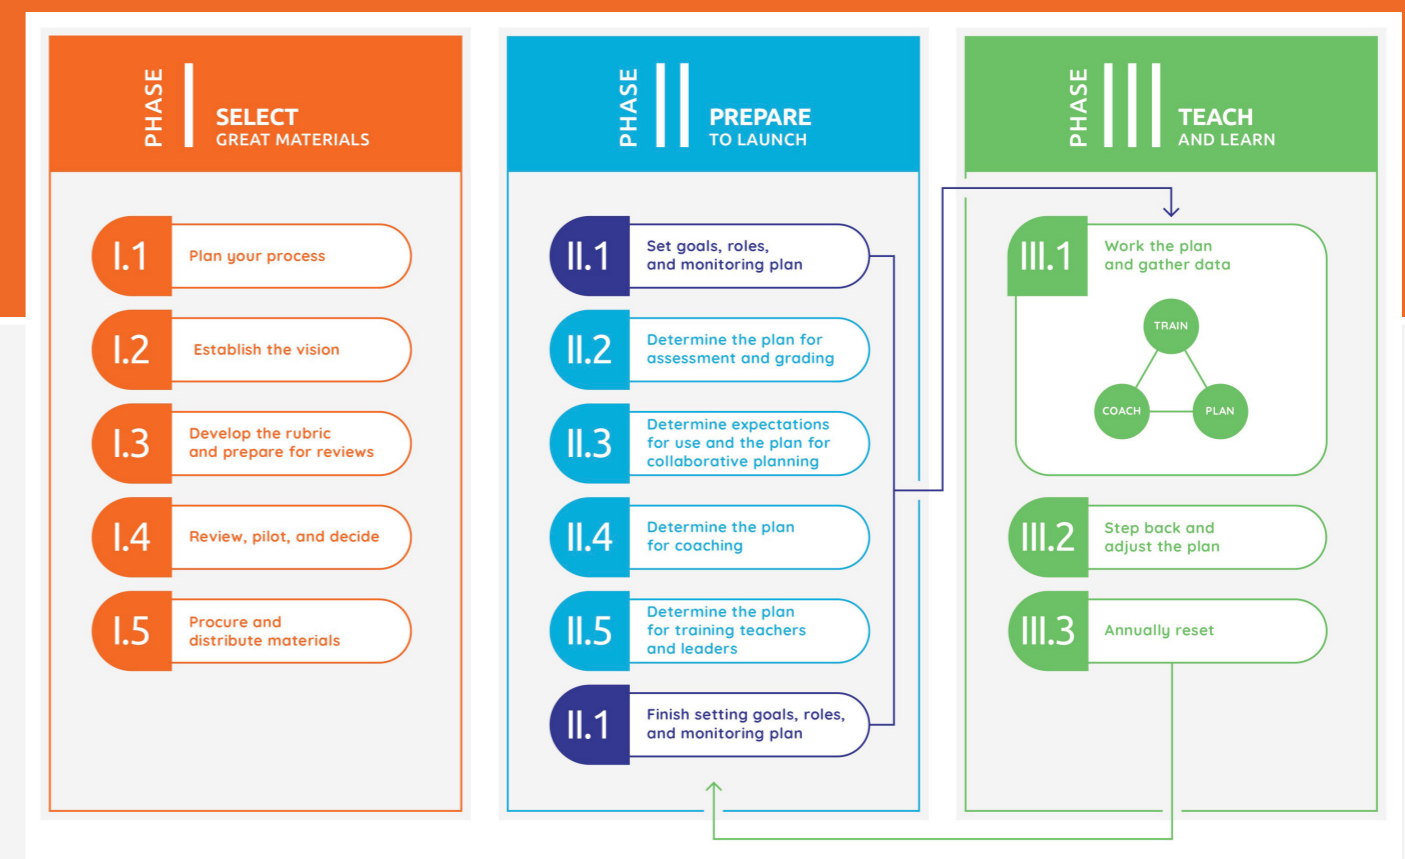 PHASE I
SELECT
GREAT MATERIALS
I.1
Plan your process
I.2
Establish the vision
I.3
Develop the rubric
and prepare for reviews
I.4
Review, pilot, and decide
I.5
Procure and
distribute materials
PHASE II
PREPARE
TO LAUNCH
II.1
Set goals, roles,
and monitoring plan
II.2
Determine the plan for
assessment and grading
II.3
Determine expectations
for use and the plan for
collaborative planning
II.4
Determine the plan
for coaching
II.5
Determine the plan
for training teachers
and leaders
II.1
Finish setting goals, roles,
and monitoring plan
PHASE III
TEACH
AND LEARN
III.1
Work the plan
and gather data
TRAIN
COACH
PLAN
III.2
Step back and
adjust the plan
III.3
Annually reset